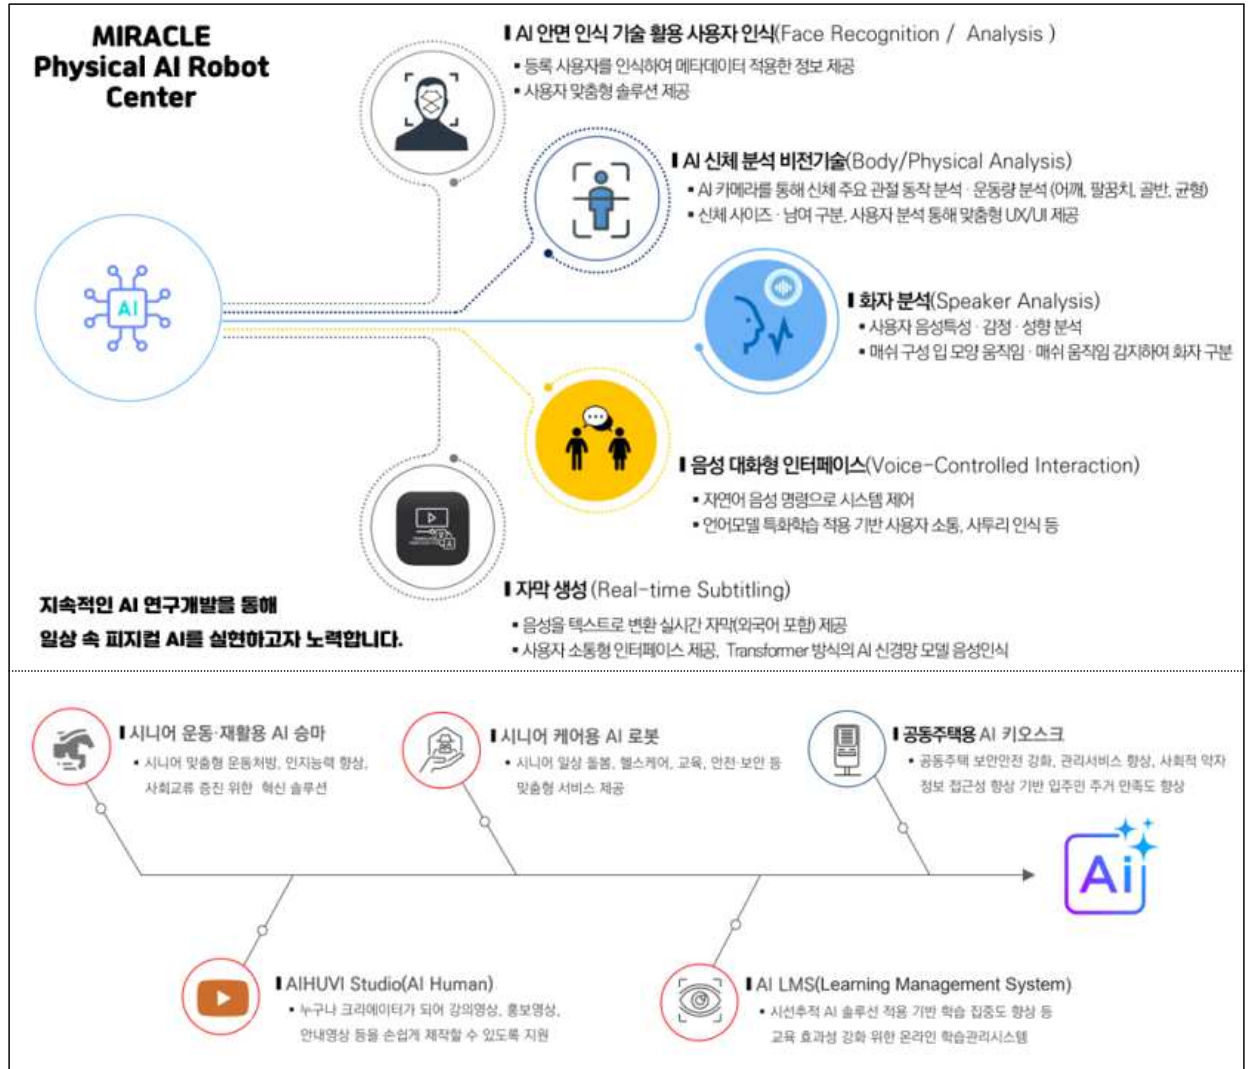 MIRACLE
Physical AI Robot
Center
AI 안면 인식 기술 활용 사용자 인식(Face Recognition / Analysis )
▪ 등록 사용자를 인식하여 메타데이터 적용한 정보 제공
▪ 사용자 맞춤형 솔루션 제공
AI 신체 분석 비전기술(Body/Physical Analysis)
▪ AI 카메라를 통해 신체 주요 관절 동작 분석 · 운동량 분석 (어깨, 팔꿈치, 골반, 균형)
▪ 신체 사이즈 · 남여 구분, 사용자 분석 통해 맞춤형 UX/UI 제공
AI
화자 분석(Speaker Analysis)
▪ 사용자 음성특성 · 감정 · 성향 분석
▪ 매쉬 구성 입 모양 움직임 · 매쉬 움직임 감지하여 화자 구분
음성 대화형 인터페이스(Voice-Controlled Interaction)
▪ 자연어 음성 명령으로 시스템 제어
▪ 언어모델 특화학습 적용 기반 사용자 소통, 사투리 인식 등
자막 생성 (Real-time Subtitling)
▪ 음성을 텍스트로 변환 실시간 자막(외국어 포함) 제공
▪ 사용자 소통형 인터페이스 제공, Transformer 방식의 AI 신경망 모델 음성인식
지속적인 AI 연구개발을 통해
일상 속 피지컬 AI를 실현하고자 노력합니다.
시니어 운동·재활용 AI 승마
▪ 시니어 맞춤형 운동처방, 인지능력 향상,
사회교류 증진 위한 혁신 솔루션
시니어 케어용 AI 로봇
▪ 시니어 일상 돌봄, 헬스케어, 교육, 안전·보안 등
맞춤형 서비스 제공
공동주택용 AI 키오스크
▪ 공동주택 보안안전 강화, 관리서비스 향상, 사회적 약자
정보 접근성 향상 기반 입주민 주거 만족도 향상
Ai
AIHUVI Studio(AI Human)
▪ 누구나 크리에이터가 되어 강의영상, 홍보영상,
안내영상 등을 손쉽게 제작할 수 있도록 지원
AI LMS(Learning Management System)
▪ 시선추적 AI 솔루션 적용 기반 학습 집중도 향상 등
교육 효과성 강화 위한 온라인 학습관리시스템